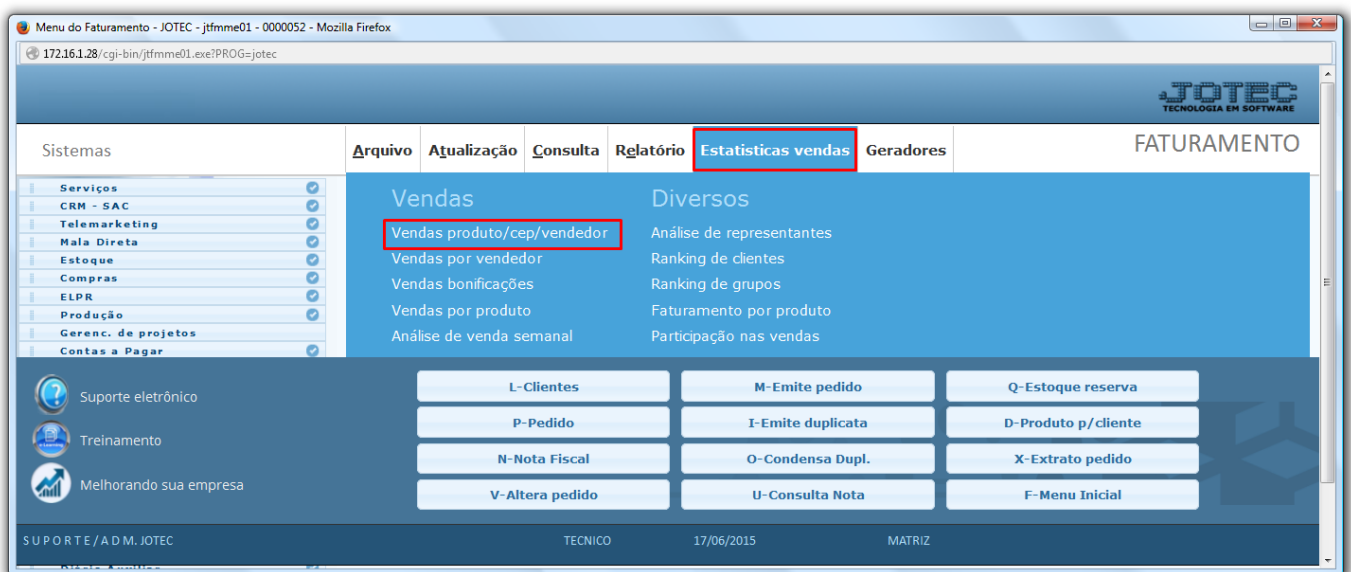 Menu do Faturamento - JOTEC - jtfmme01 - 0000052 - Mozilla Firefox
172.16.1.28/cgi-bin/jtfmme01.exe?PROG=jotec
JOTEC
TECNOLOGIA EM SOFTWARE
Sistemas
Arquivo Atualização Consulta Relatório Estatisticas vendas Geradores
FATURAMENTO
Serviços
CRM - SAC
Telemarketing
Mala Direta
Estoque
Compras
ELPR
Produção
Gerenc. de projetos
Contas a Pagar
Vendas
Vendas produto/cep/vendedor
Vendas por vendedor
Vendas bonificações
Vendas por produto
Análise de venda semanal
Diversos
Análise de representantes
Ranking de clientes
Ranking de grupos
Faturamento por produto
Participação nas vendas
Suporte eletrônico
Treinamento
Melhorando sua empresa
L-Clientes M-Emite pedido Q-Estoque reserva
P-Pedido I-Emite duplicata D-Produto p/cliente
N-Nota Fiscal O-Condensa Dupl. X-Extrato pedido
V-Altera pedido U-Consulta Nota F-Menu Inicial
SUPORTE/ADM.JOTEC TECNICO 17/06/2015 MATRIZ